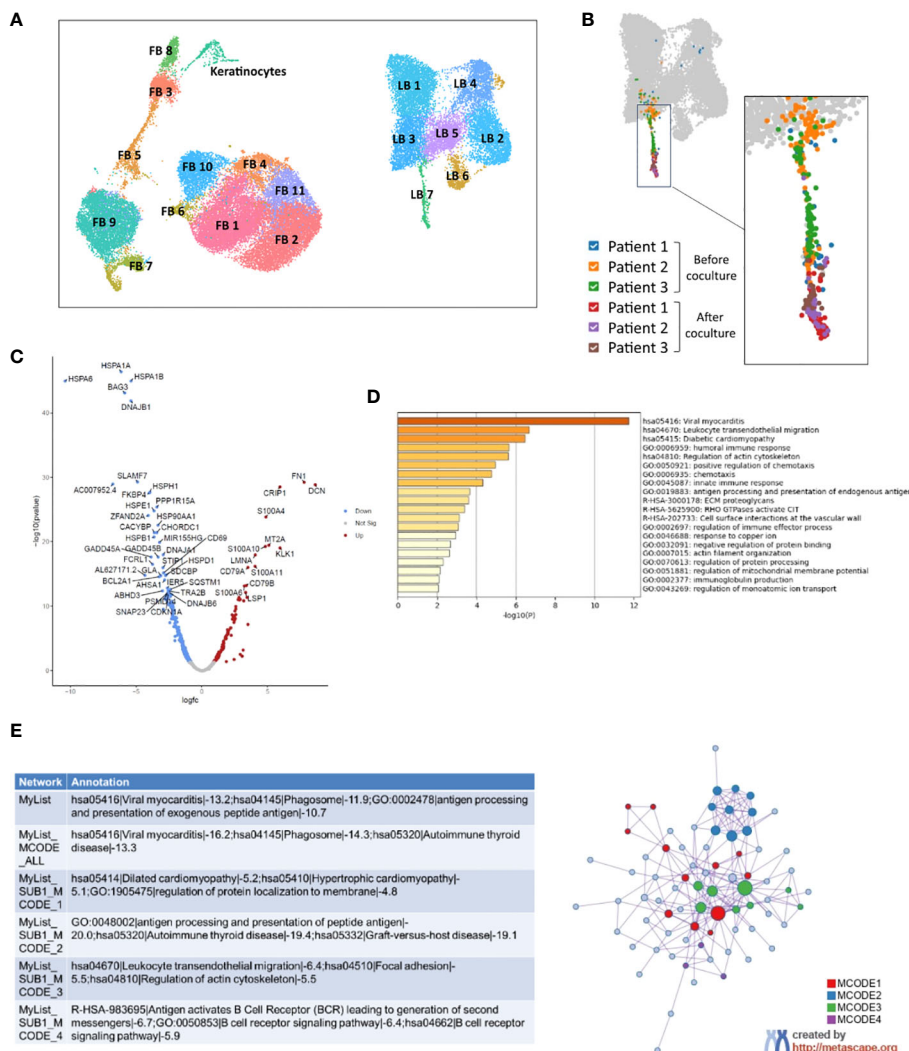 A
FB 8
Keratinocytes
FB 3
FB 5
FB 10
FB 4
FB 6
FB 11
FB 1
FB 9
FB 2
FB 7
LB 1
LB 4
LB 3
LB 5
LB 2
LB 6
LB 7
B
Patient 1
Patient 2
Patient 3
Before
coculture
Patient 1
Patient 2
Patient 3
After
coculture
C
-log10(pvalue)
40
30
20
10
0
−10
−5
0
5
logfc
HSPA6
HSPA1A
HSPA1B
BAG3
DNAJB1
SLAMF7
AC007952.4
HSPH1
FKBP4
PPP1R15A
HSPE1
ZFAND2A
HSP90AA1
CACYBP
CHORDC1
HSPB1
MIR155HG
CD69
GADD45A
GADD45B
DNAJA1
FCRL1
STIP1
HSPD1
AL627171.2
GLA
SDCBP
BCL2A1
IER5
SQSTM1
AHSA1
ABHD3
TRA2B
PSMD14
DNAJB6
SNAP23
CDKN1A
FN1
CRIP1
DCN
S100A4
MT2A
S100A10
KLK1
LMNA
CD79A
S100A11
CD79B
S100A6
LSP1
Down
Not Sig
Up
D
hsa05416: Viral myocarditis
hsa04670: Leukocyte transendothelial migration
hsa05415: Diabetic cardiomyopathy
GO:0006959: humoral immune response
hsa04810: Regulation of actin cytoskeleton
GO:0050921: positive regulation of chemotaxis
GO:0006935: chemotaxis
GO:0045087: innate immune response
GO:0019883: antigen processing and presentation of endogenous antigen
R-HSA-3000178: ECM proteoglycans
R-HSA-5625900: RHO GTPases activate CIT
R-HSA-202733: Cell surface interactions at the vascular wall
GO:0002697: regulation of immune effector process
GO:0046688: response to copper ion
GO:0032091: negative regulation of protein binding
GO:0007015: actin filament organization
GO:0070613: regulation of protein processing
GO:0051881: regulation of mitochondrial membrane potential
GO:0002377: immunoglobulin production
GO:0043269: regulation of monoatomic ion transport
0 2 4 6 8 10 12
-log10(P)
E
Network Annotation
MyList hsa05416|Viral myocarditis|-13.2;hsa04145|Phagosome|-11.9;GO:0002478|antigen processing
and presentation of exogenous peptide antigen|-10.7
MyList_ hsa05416|Viral myocarditis|-16.2;hsa04145|Phagosome|-14.3;hsa05320|Autoimmune thyroid
MCODE disease|-13.3
_ALL
MyList_ hsa05414|Dilated cardiomyopathy|-5.2;hsa05410|Hypertrophic cardiomyopathy|-
SUB1_M 5.1;GO:1905475|regulation of protein localization to membrane|-4.8
CODE_1
MyList_ GO:0048002|antigen processing and presentation of peptide antigen|-
SUB1_M 20.0;hsa05320|Autoimmune thyroid disease|-19.4;hsa05332|Graft-versus-host disease|-19.1
CODE_2
MyList_ hsa04670|Leukocyte transendothelial migration|-6.4;hsa04510|Focal adhesion|-
SUB1_M 5.5;hsa04810|Regulation of actin cytoskeleton|-5.5
CODE_3
MyList_ R-HSA-983695|Antigen activates B Cell Receptor (BCR) leading to generation of second
SUB1_M messengers|-6.7;GO:0050853|B cell receptor signaling pathway|-6.4;hsa04662|B cell receptor
CODE_4 signaling pathway|-5.9
MCODE1
MCODE2
MCODE3
MCODE4
created by
http://metascape.org